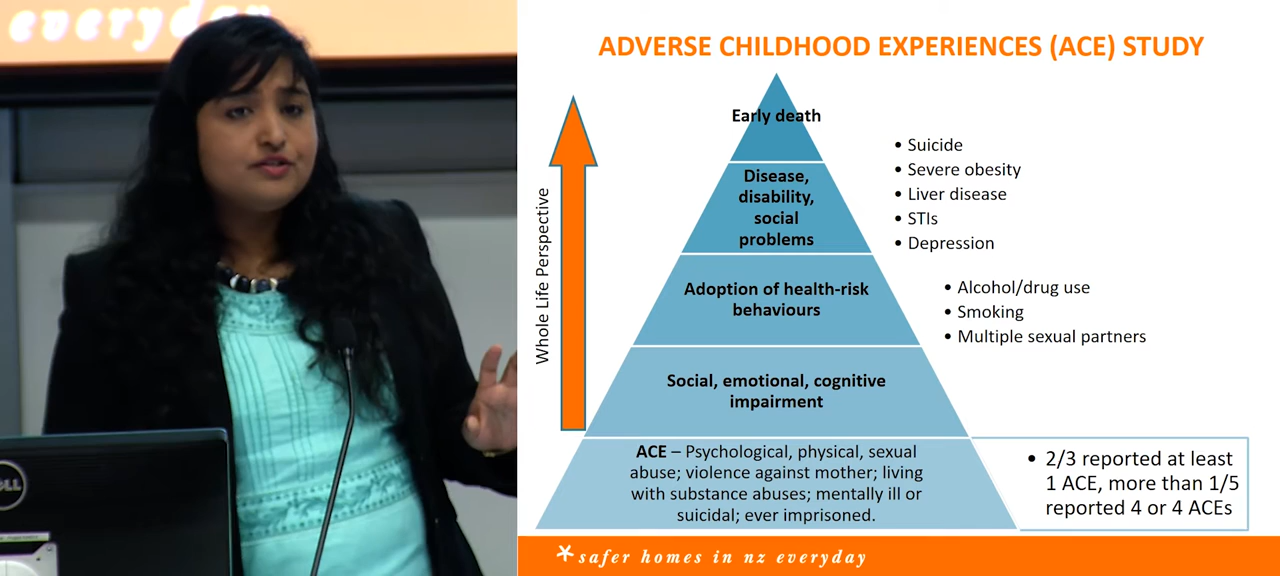 everyday
DELL
ADVERSE CHILDHOOD EXPERIENCES (ACE) STUDY
Whole Life Perspective
Early death
Disease,
disability,
social
problems
• Suicide
• Severe obesity
• Liver disease
• STIs
• Depression
Adoption of health-risk
behaviours
• Alcohol/drug use
• Smoking
• Multiple sexual partners
Social, emotional, cognitive
impairment
ACE – Psychological, physical, sexual
abuse; violence against mother; living
with substance abuses; mentally ill or
suicidal; ever imprisoned.
• 2/3 reported at least
1 ACE, more than 1/5
reported 4 or 4 ACEs
*safer homes in nz everyday